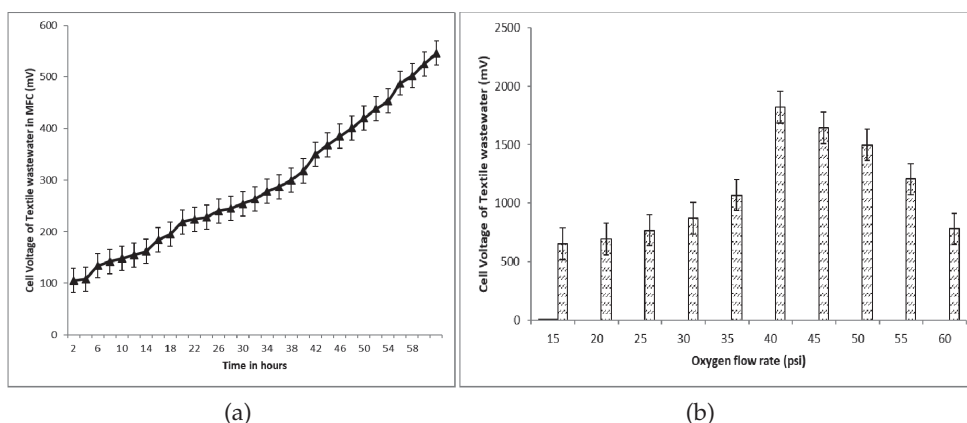 Cell Voltage of Textile wastewater in MFC (mV)
600
500
400
300
200
100
0
2 6 10 14 18 22 26 30 34 38 42 46 50 54 58
Time in hours
(a)
Cell Voltage of Textile wastewater (mV)
2500
2000
1500
1000
500
0
15 20 25 30 35 40 45 50 55 60
Oxygen flow rate (psi)
(b)